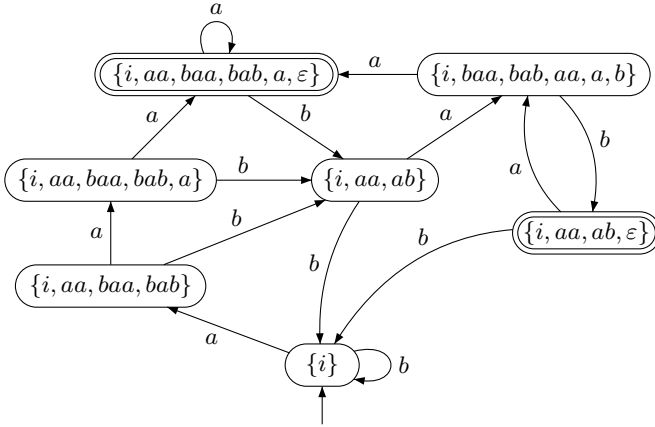 a
{i, aa, baa, bab, a, ε}
a
{i, baa, bab, aa, a, b}
a
b
a
b
{i, aa, baa, bab, a}
b
{i, aa, ab}
a
a
b
b
{i, aa, ab, ε}
b
{i, aa, baa, bab}
b
a
{i}
b